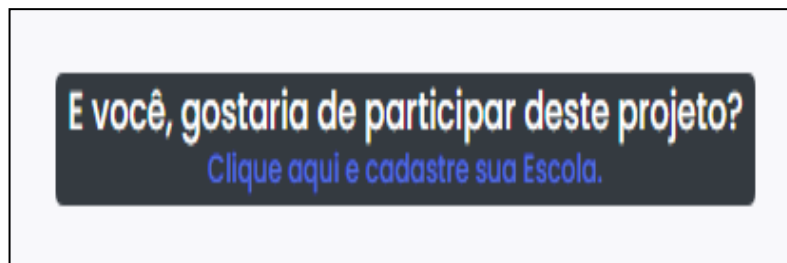 E você, gostaria de participar deste projeto?
Clique aqui e cadastre sua Escola.